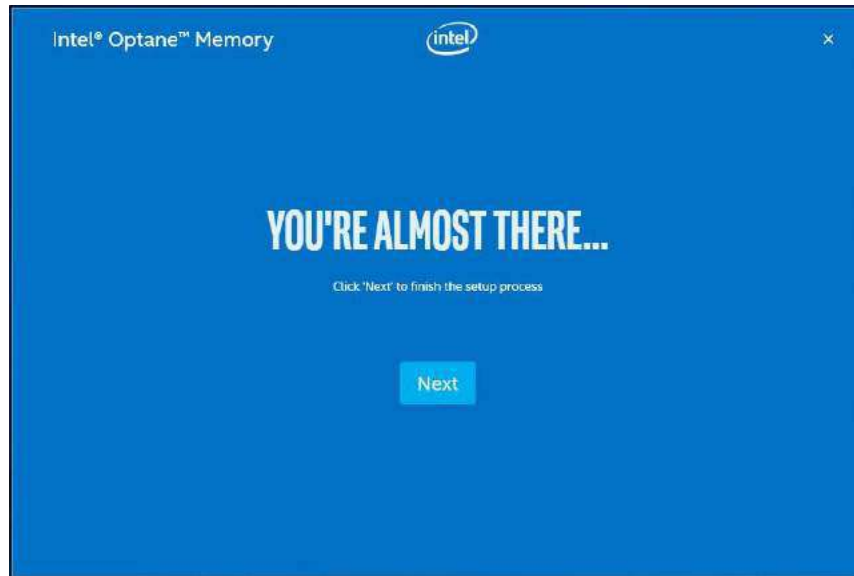 Intel® Optane™ Memory
intel
×
YOU'RE ALMOST THERE...
Click 'Next' to finish the setup process
Next